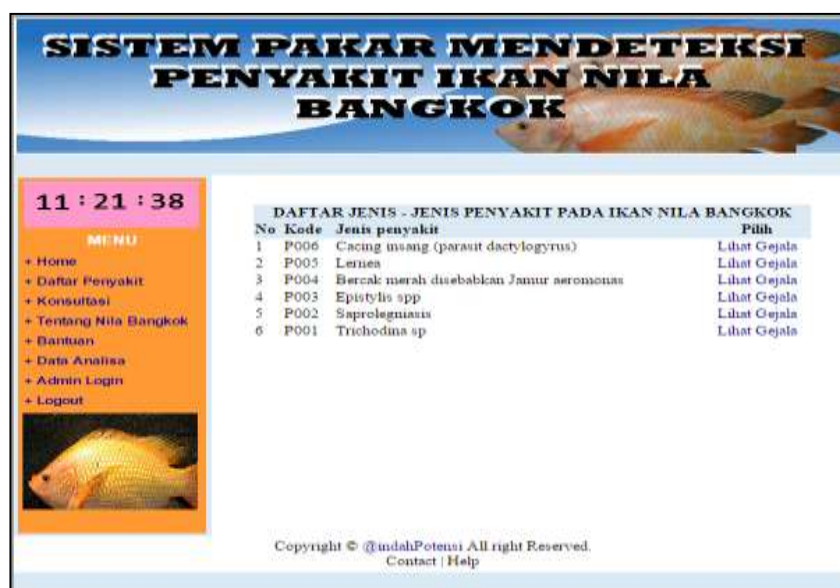 SISTEM PAKAR MENDETEKSI
PENYAKIT IKAN NILA
BANGKOK
11 : 21 : 38
MENU
+ Home
+ Daftar Penyakit
+ Konsultasi
+ Tentang Nila Bangkok
+ Bantuan
+ Data Analisa
+ Admin Login
+ Logout
DAFTAR JENIS - JENIS PENYAKIT PADA IKAN NILA BANGKOK
No Kode Jenis penyakit Pilih
1 P006 Cacing insang (parasit dactylogyrus) Lihat Gejala
2 P005 Lernea Lihat Gejala
3 P004 Bercak merah disebabkan Jamur aeromonas Lihat Gejala
4 P003 Epistylis spp Lihat Gejala
5 P002 Saprolegniasis Lihat Gejala
6 P001 Trichodina sp Lihat Gejala
Copyright © @indahPotensi All right Reserved.
Contact | Help